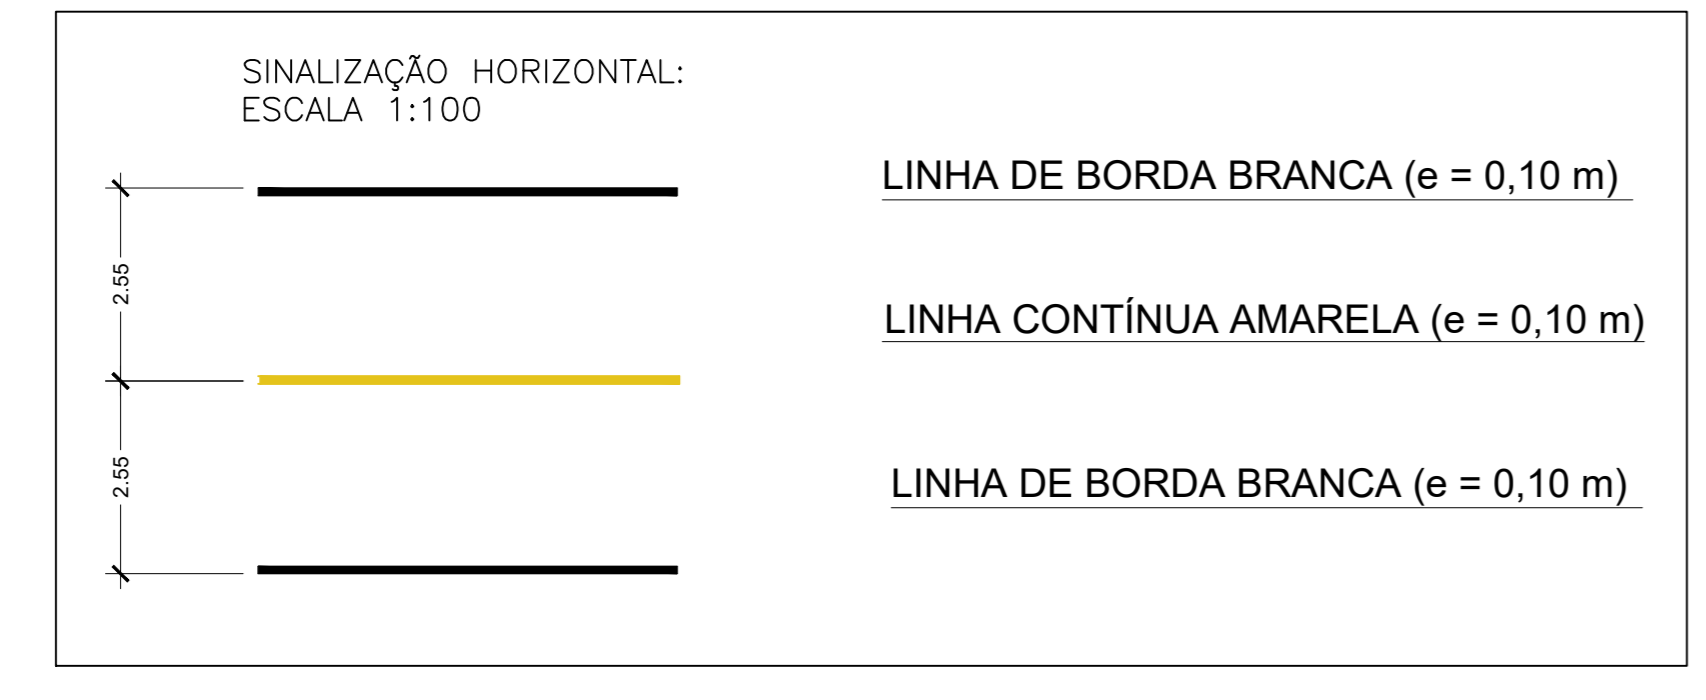 SINALIZAÇÃO HORIZONTAL:
ESCALA 1:100
LINHA DE BORDA BRANCA (e = 0,10 m)
2.55
LINHA CONTÍNUA AMARELA (e = 0,10 m)
2.55
LINHA DE BORDA BRANCA (e = 0,10 m)